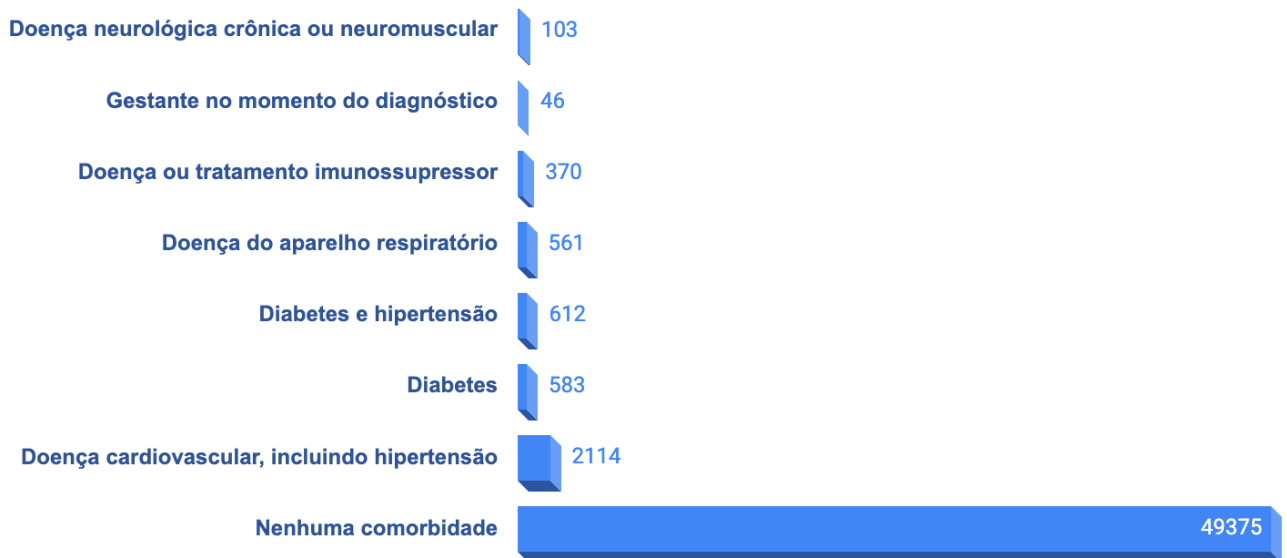 Doença neurológica crônica ou neuromuscular 103
Gestante no momento do diagnóstico 46
Doença ou tratamento imunossupressor 370
Doença do aparelho respiratório 561
Diabetes e hipertensão 612
Diabetes 583
Doença cardiovascular, incluindo hipertensão 2114
Nenhuma comorbidade 49375